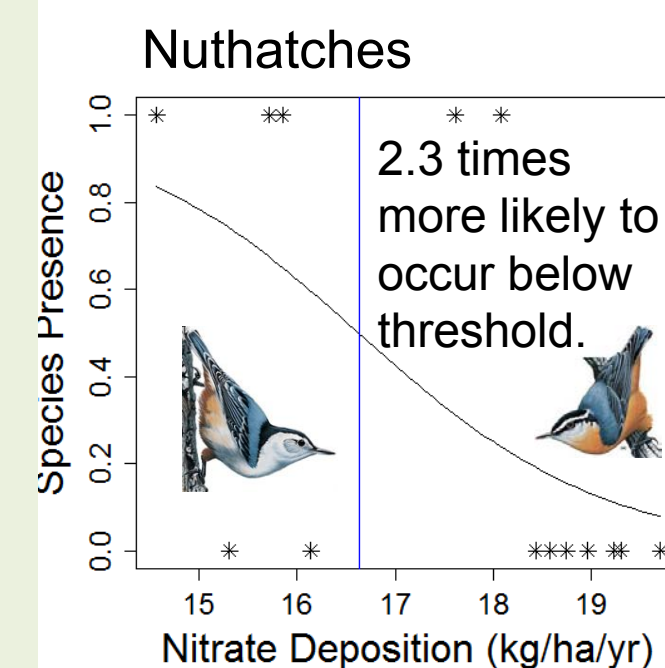 Nuthatches
2.3 times
more likely to
occur below
threshold.
Species Presence
1.0
0.8
0.6
0.4
0.2
0.0
15 16 17 18 19
Nitrate Deposition (kg/ha/yr)